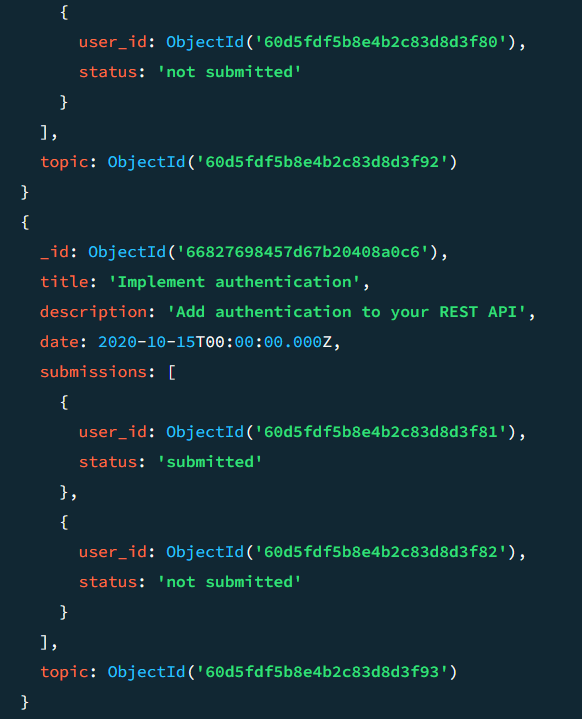 {
user_id: ObjectId('60d5fdf5b8e4b2c83d8d3f80'),
status: 'not submitted'
}
],
topic: ObjectId('60d5fdf5b8e4b2c83d8d3f92')
}
{
_id: ObjectId('66827698457d67b20408a0c6'),
title: 'Implement authentication',
description: 'Add authentication to your REST API',
date: 2020-10-15T00:00:00.000Z,
submissions: [
{
user_id: ObjectId('60d5fdf5b8e4b2c83d8d3f81'),
status: 'submitted'
},
{
user_id: ObjectId('60d5fdf5b8e4b2c83d8d3f82'),
status: 'not submitted'
}
],
topic: ObjectId('60d5fdf5b8e4b2c83d8d3f93')
}